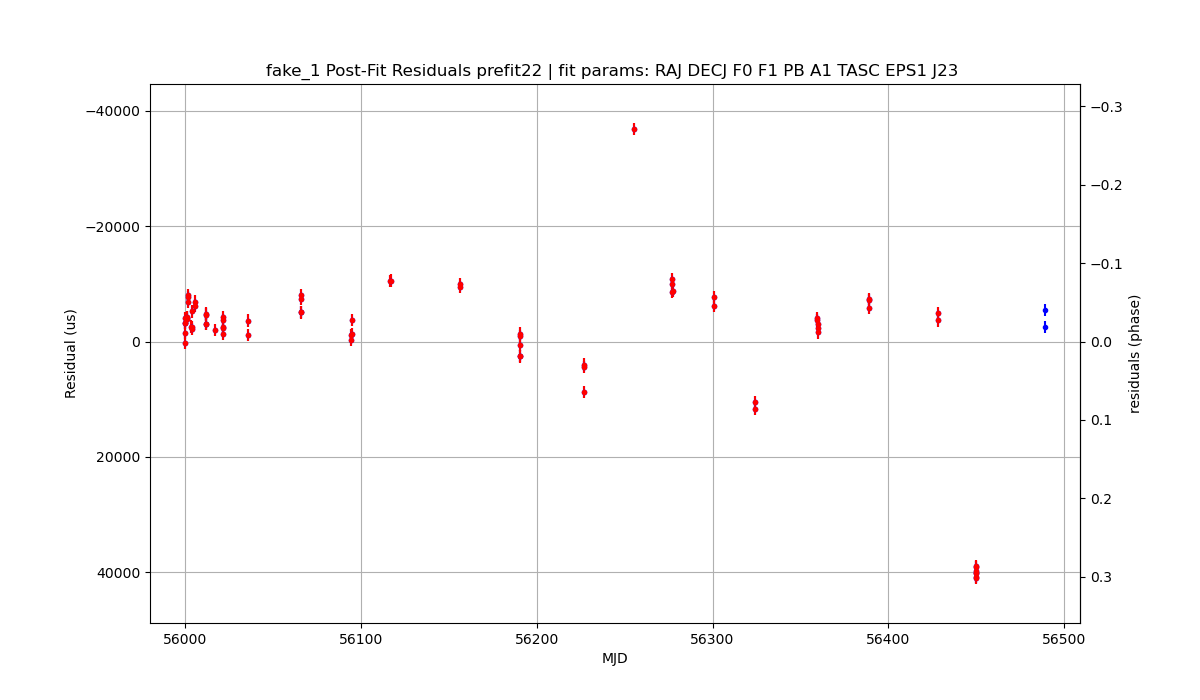 fake_1 Post-Fit Residuals prefit22 | fit params: RAJ DECJ F0 F1 PB A1 TASC EPS1 J23
−40000
−20000
0
20000
40000
Residual (us)
−0.3
−0.2
−0.1
0.0
0.1
0.2
0.3
residuals (phase)
56000 56100 56200 56300 56400 56500
MJD